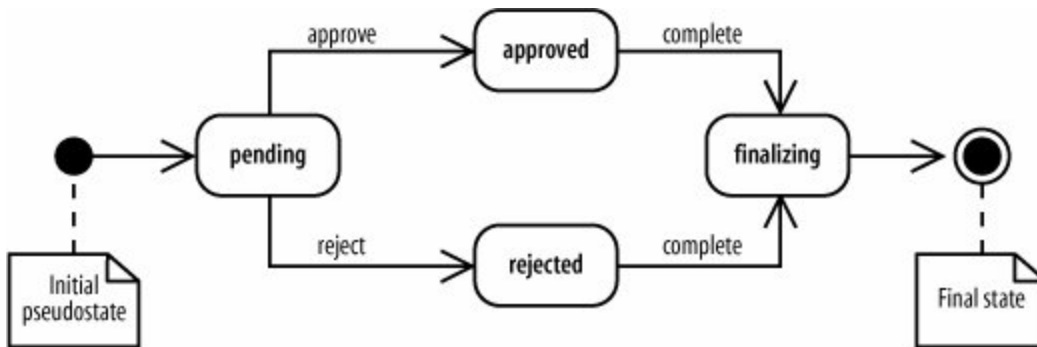 approve
approved
complete
pending
finalizing
reject
rejected
complete
Initial
pseudostate
Final state